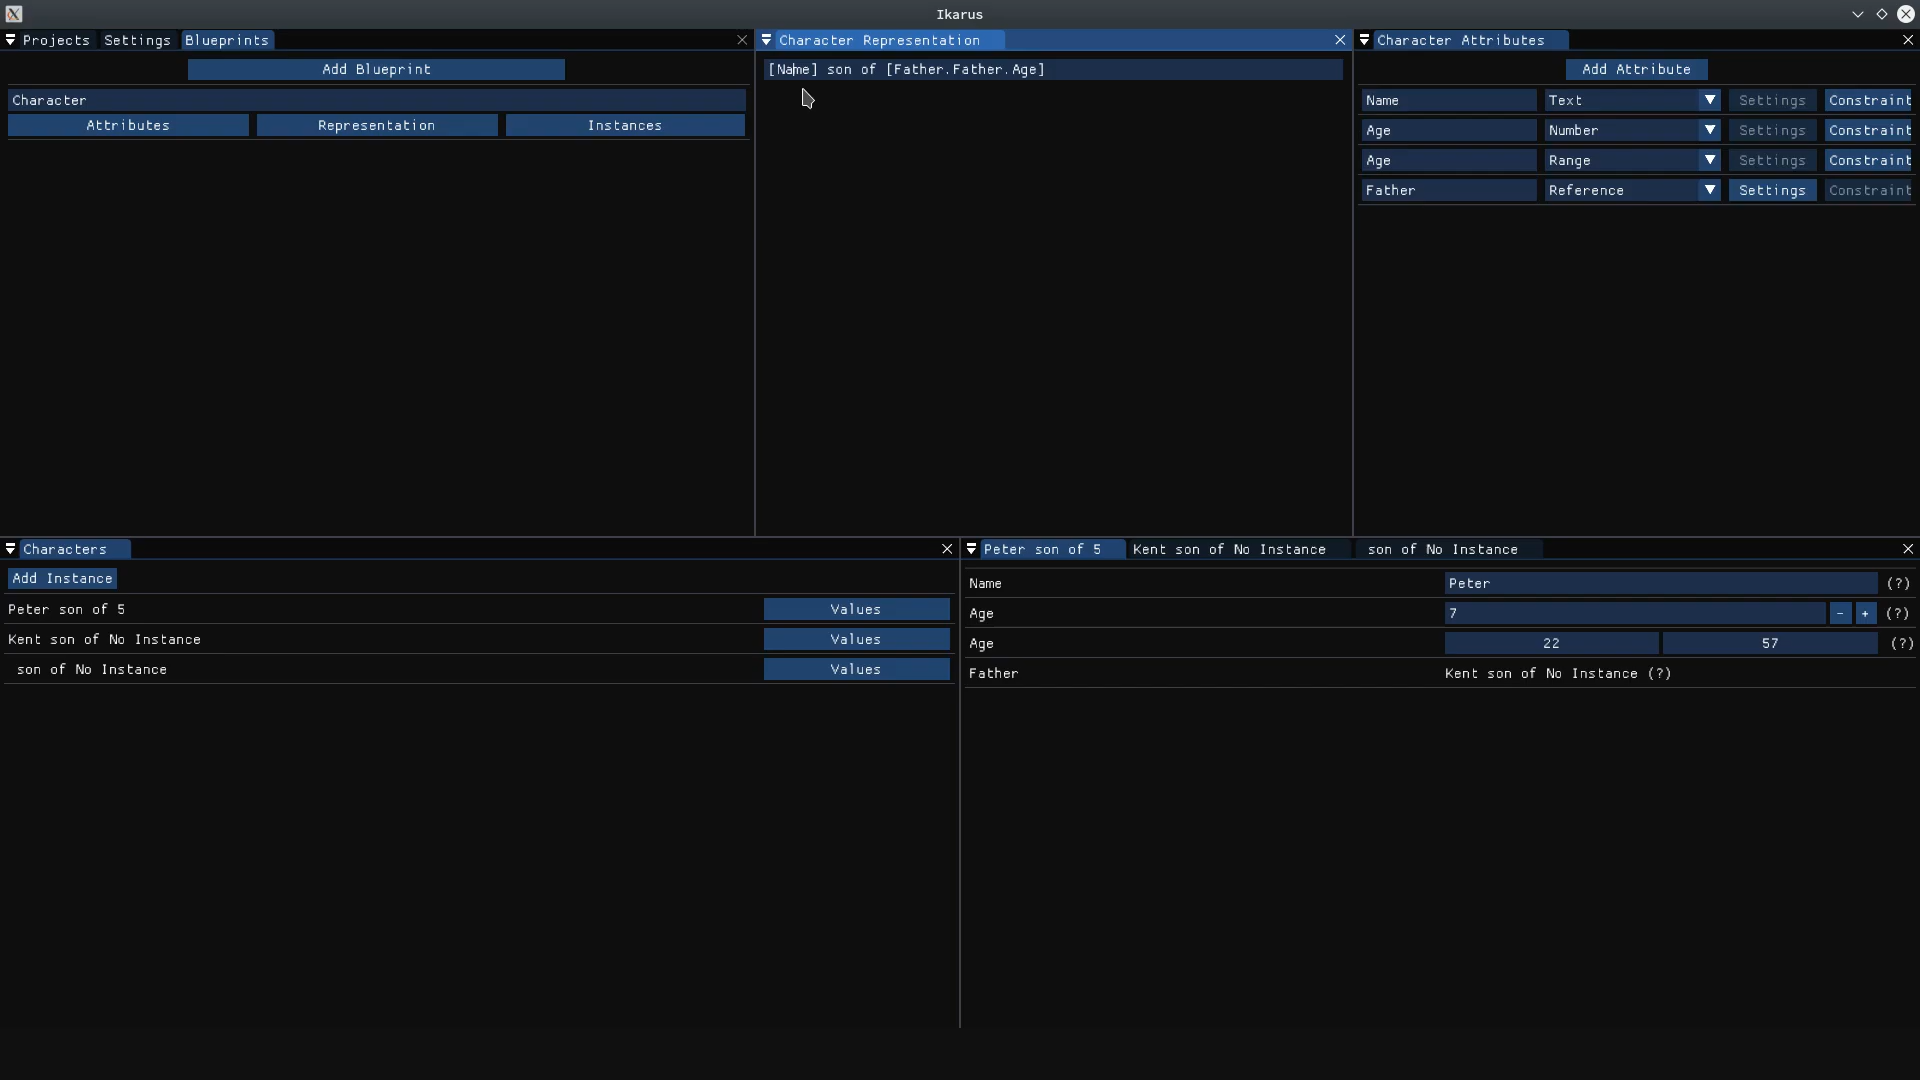 Ikarus
Projects Settings Blueprints
Add Blueprint
Character
Attributes Representation Instances
Character Representation
[Name] son of [Father.Father.Age]
Character Attributes
Add Attribute
Name Text Settings Constraint
Age Number Settings Constraint
Age Range Settings Constraint
Father Reference Settings Constraint
Characters
Add Instance
Peter son of 5 Values
Kent son of No Instance Values
son of No Instance Values
Peter son of 5 Kent son of No Instance son of No Instance
Name Peter (?)
Age 7 - + (?)
Age 22 57 (?)
Father Kent son of No Instance (?)